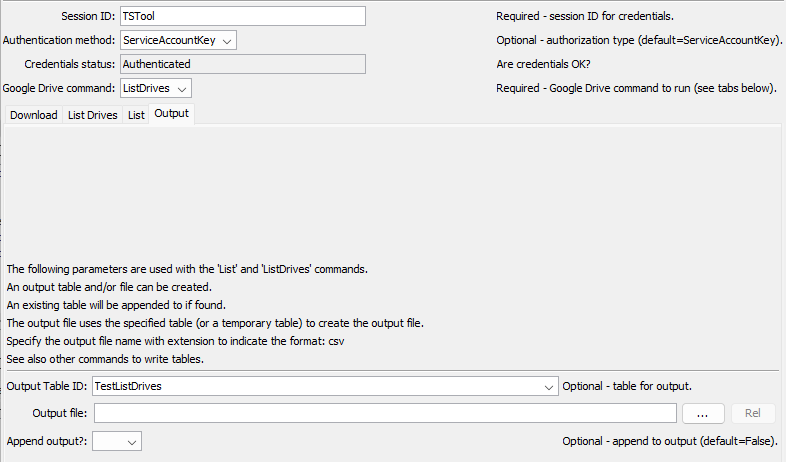 Session ID: TSTool Required - session ID for credentials.
Authentication method: ServiceAccountKey Optional - authorization type (default=ServiceAccountKey).
Credentials status: Authenticated Are credentials OK?
Google Drive command: ListDrives Required - Google Drive command to run (see tabs below).
Download List Drives List Output
The following parameters are used with the 'List' and 'ListDrives' commands.
An output table and/or file can be created.
An existing table will be appended to if found.
The output file uses the specified table (or a temporary table) to create the output file.
Specify the output file name with extension to indicate the format: csv
See also other commands to write tables.
Output Table ID: TestListDrives Optional - table for output.
Output file: ... Rel
Append output?: Optional - append to output (default=False).